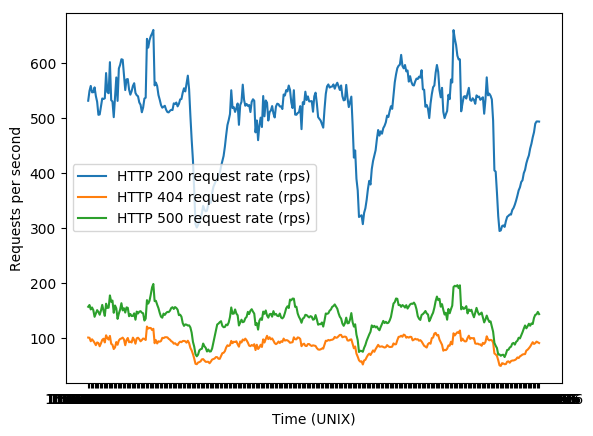 Requests per second
600
500
400
300
200
100
HTTP 200 request rate (rps)
HTTP 404 request rate (rps)
HTTP 500 request rate (rps)
Time (UNIX)